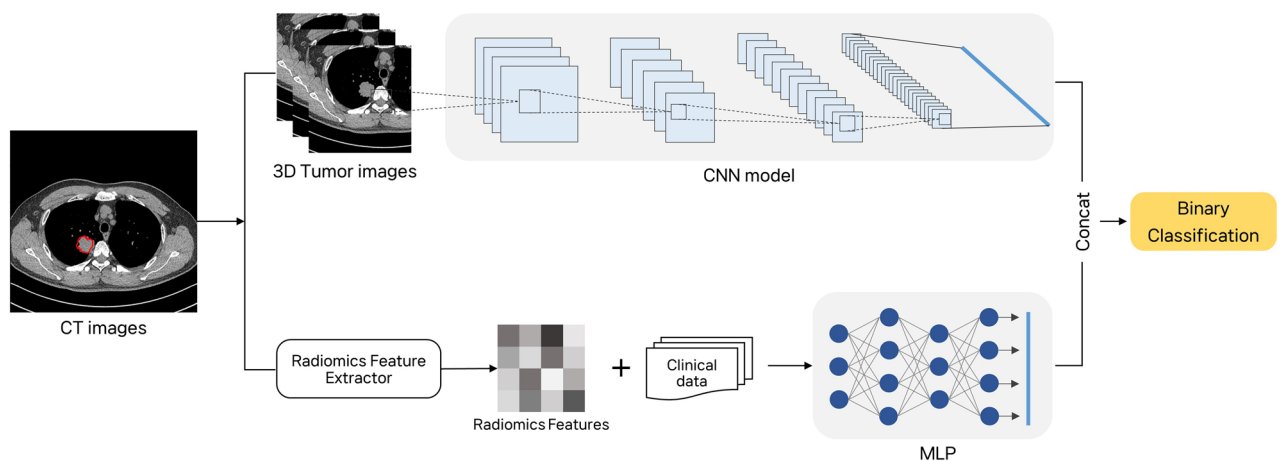 CT images
3D Tumor images
CNN model
Radiomics Feature
Extractor
Radiomics Features
+
Clinical
data
MLP
Concat
Binary
Classification